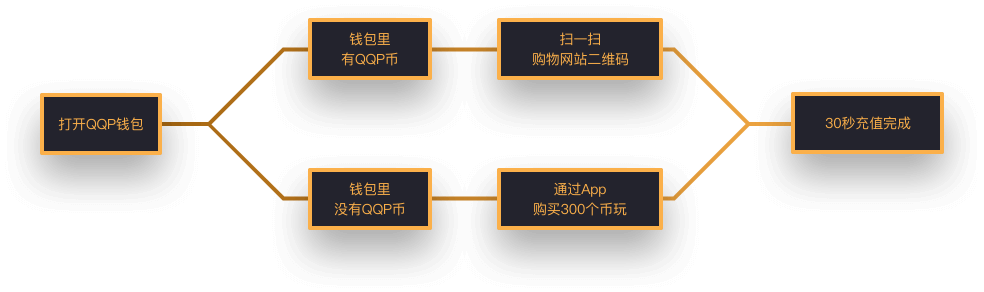 打开QQP钱包
钱包里
有QQP币
扫一扫
购物网站二维码
钱包里
没有QQP币
通过App
购买300个币玩
30秒充值完成